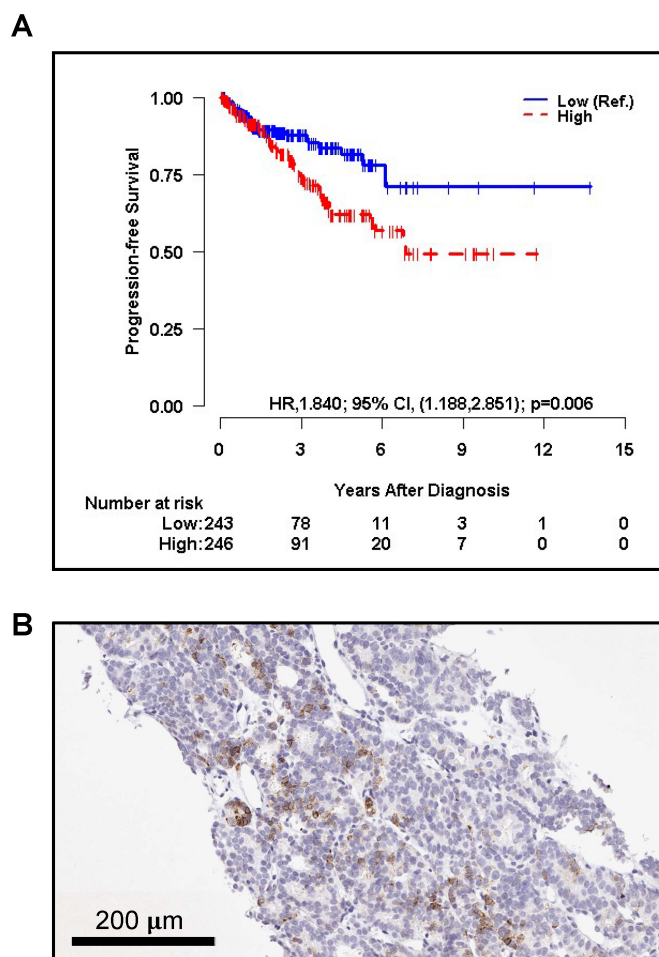 A
1.00
0.75
0.50
0.25
0.00
Progression-free Survival
Low (Ref.)
High
HR,1.840; 95% CI, (1.188,2.851); p=0.006
0 3 6 9 12 15
Years After Diagnosis
Number at risk
Low:243 78 11 3 1 0
High:246 91 20 7 0 0
B
200 μm